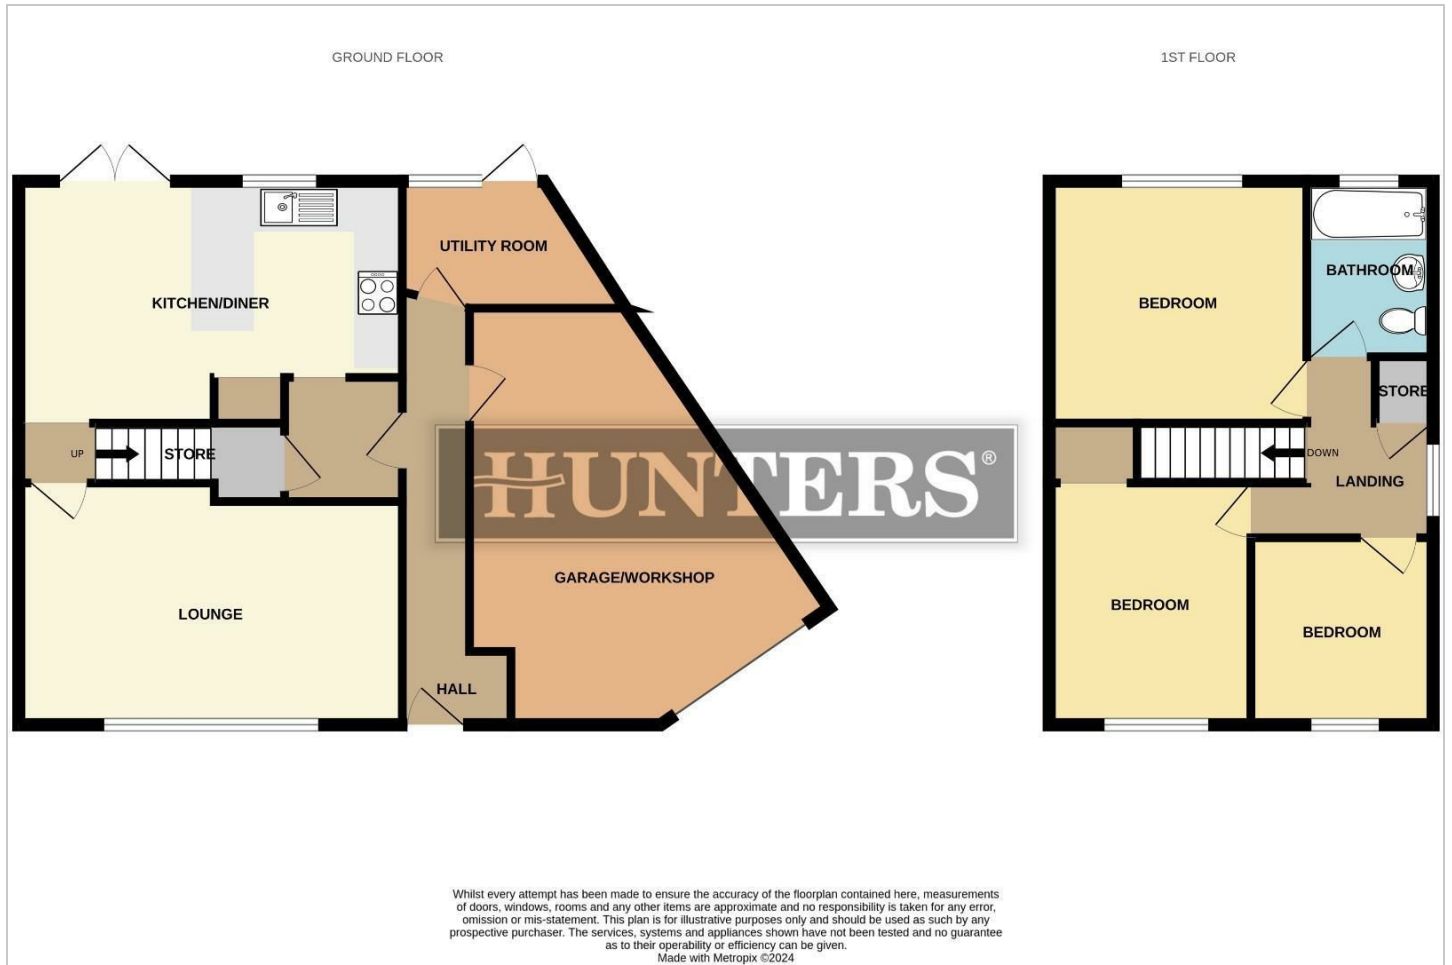 GROUND FLOOR
1ST FLOOR
UTILITY ROOM
KITCHEN/DINER
UP
STORE
LOUNGE
HALL
GARAGE/WORKSHOP
HUNTERS®
BEDROOM
BATHROOM
STORE
DOWN
LANDING
BEDROOM
BEDROOM
Whilst every attempt has been made to ensure the accuracy of the floorplan contained here, measurements
of doors, windows, rooms and any other items are approximate and no responsibility is taken for any error,
omission or mis-statement. This plan is for illustrative purposes only and should be used as such by any
prospective purchaser. The services, systems and appliances shown have not been tested and no guarantee
as to their operability or efficiency can be given.
Made with Metropix ©2024